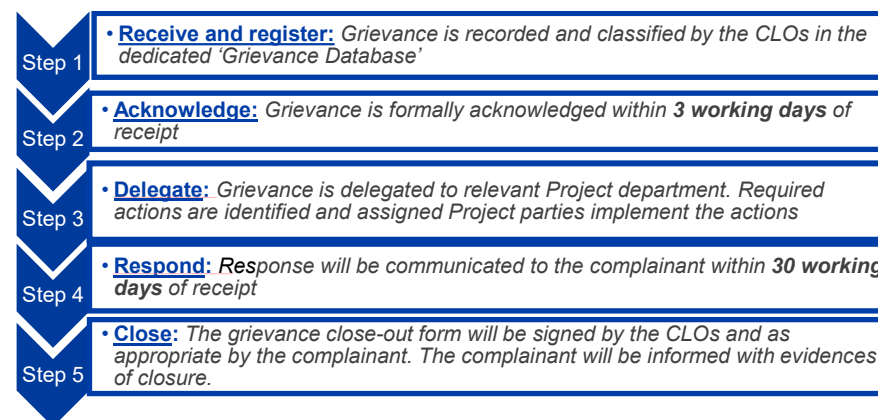 Step 1
• Receive and register: Grievance is recorded and classified by the CLOs in the
dedicated ‘Grievance Database’
Step 2
• Acknowledge: Grievance is formally acknowledged within 3 working days of
receipt
Step 3
• Delegate: Grievance is delegated to relevant Project department. Required
actions are identified and assigned Project parties implement the actions
Step 4
• Respond: Response will be communicated to the complainant within 30 working
days of receipt
Step 5
• Close: The grievance close-out form will be signed by the CLOs and as
appropriate by the complainant. The complainant will be informed with evidences
of closure.